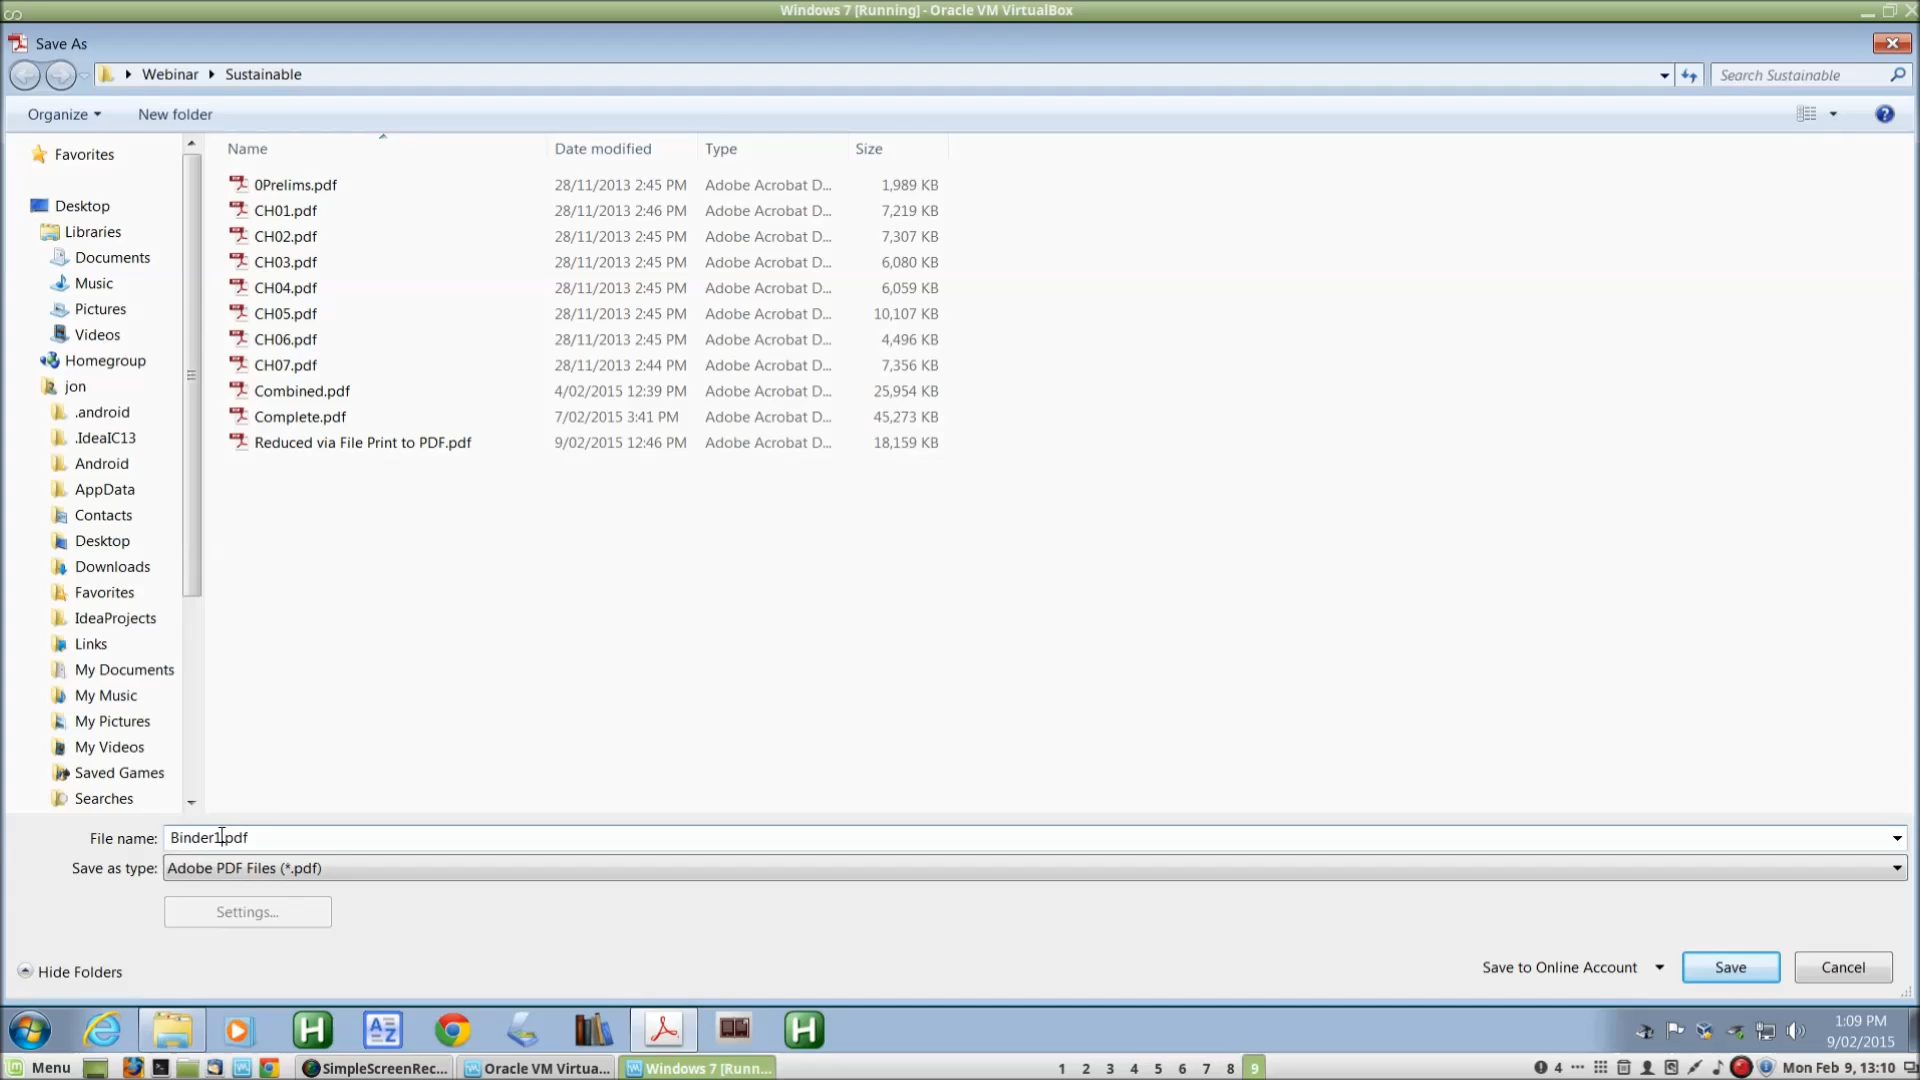 Windows 7 [Running] - Oracle VM VirtualBox
Save As
Webinar Sustainable
Search Sustainable
Organize
New folder
Name Date modified Type Size
0Prelims.pdf 28/11/2013 2:45 PM Adobe Acrobat D... 1,989 KB
CH01.pdf 28/11/2013 2:46 PM Adobe Acrobat D... 7,219 KB
CH02.pdf 28/11/2013 2:45 PM Adobe Acrobat D... 7,307 KB
CH03.pdf 28/11/2013 2:45 PM Adobe Acrobat D... 6,080 KB
CH04.pdf 28/11/2013 2:45 PM Adobe Acrobat D... 6,059 KB
CH05.pdf 28/11/2013 2:45 PM Adobe Acrobat D... 10,107 KB
CH06.pdf 28/11/2013 2:45 PM Adobe Acrobat D... 4,496 KB
CH07.pdf 28/11/2013 2:44 PM Adobe Acrobat D... 7,356 KB
Combined.pdf 4/02/2015 12:39 PM Adobe Acrobat D... 25,954 KB
Complete.pdf 7/02/2015 3:41 PM Adobe Acrobat D... 45,273 KB
Reduced via File Print to PDF.pdf 9/02/2015 12:46 PM Adobe Acrobat D... 18,159 KB
Favorites
Desktop
Libraries
Documents
Music
Pictures
Videos
Homegroup
jon
.android
.IdeaIC13
Android
AppData
Contacts
Desktop
Downloads
Favorites
IdeaProjects
Links
My Documents
My Music
My Pictures
My Videos
Saved Games
Searches
File name: Binder1.pdf
Save as type: Adobe PDF Files (*.pdf)
Settings...
Hide Folders
Save to Online Account
Save
Cancel
1:09 PM
9/02/2015
Menu
SimpleScreenRec...
Oracle VM Virtua...
Windows 7 [Runn...
1 2 3 4 5 6 7 8 9
4
Mon Feb 9, 13:10